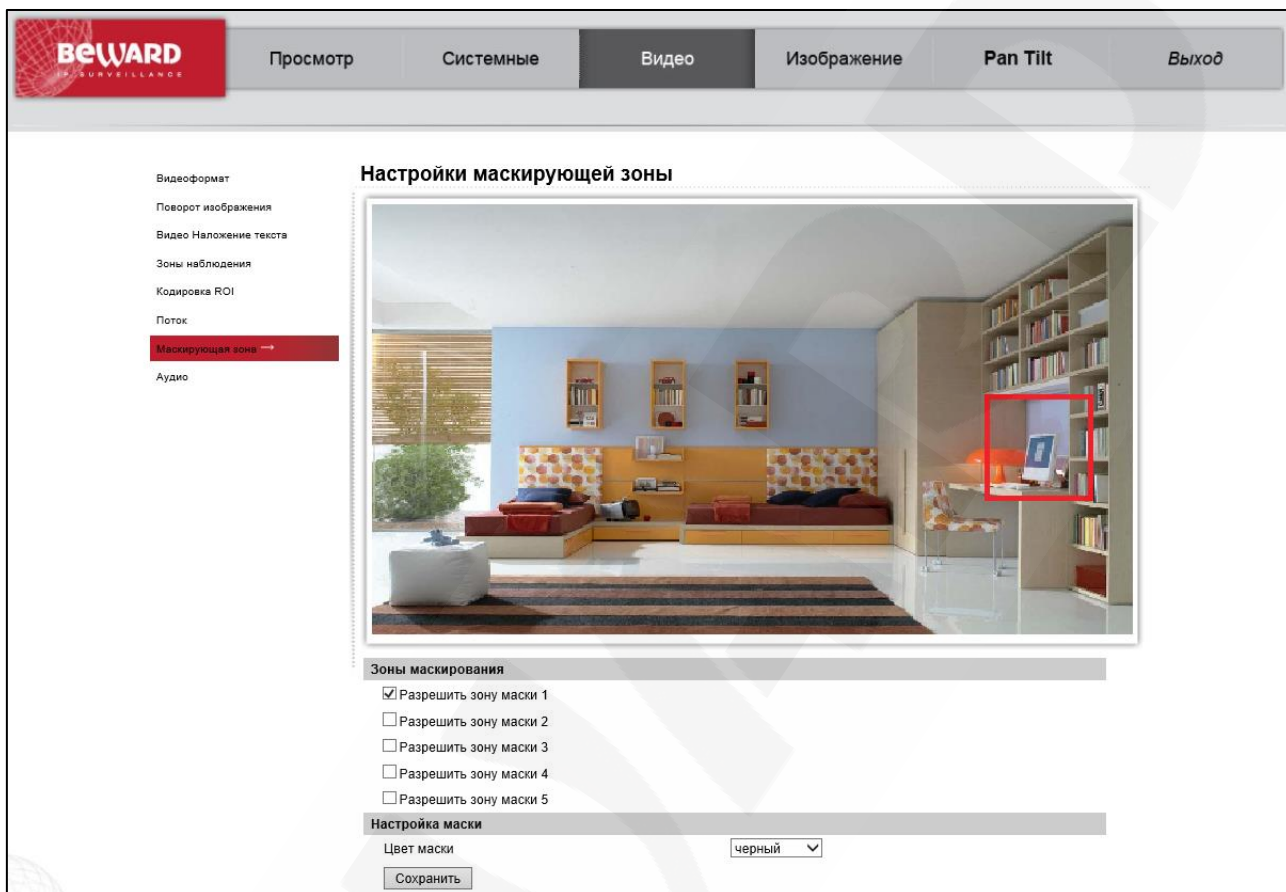 BEWARD
IP SURVEILLANCE
Просмотр
Системные
Видео
Изображение
Pan Tilt
Выход
Видеоформат
Поворот изображения
Видео Наложение текста
Зоны наблюдения
Кодировка ROI
Поток
Маскирующая зона →
Аудио
Настройки маскирующей зоны
Зоны маскирования
Разрешить зону маски 1
Разрешить зону маски 2
Разрешить зону маски 3
Разрешить зону маски 4
Разрешить зону маски 5
Настройка маски
Цвет маски черный
Сохранить